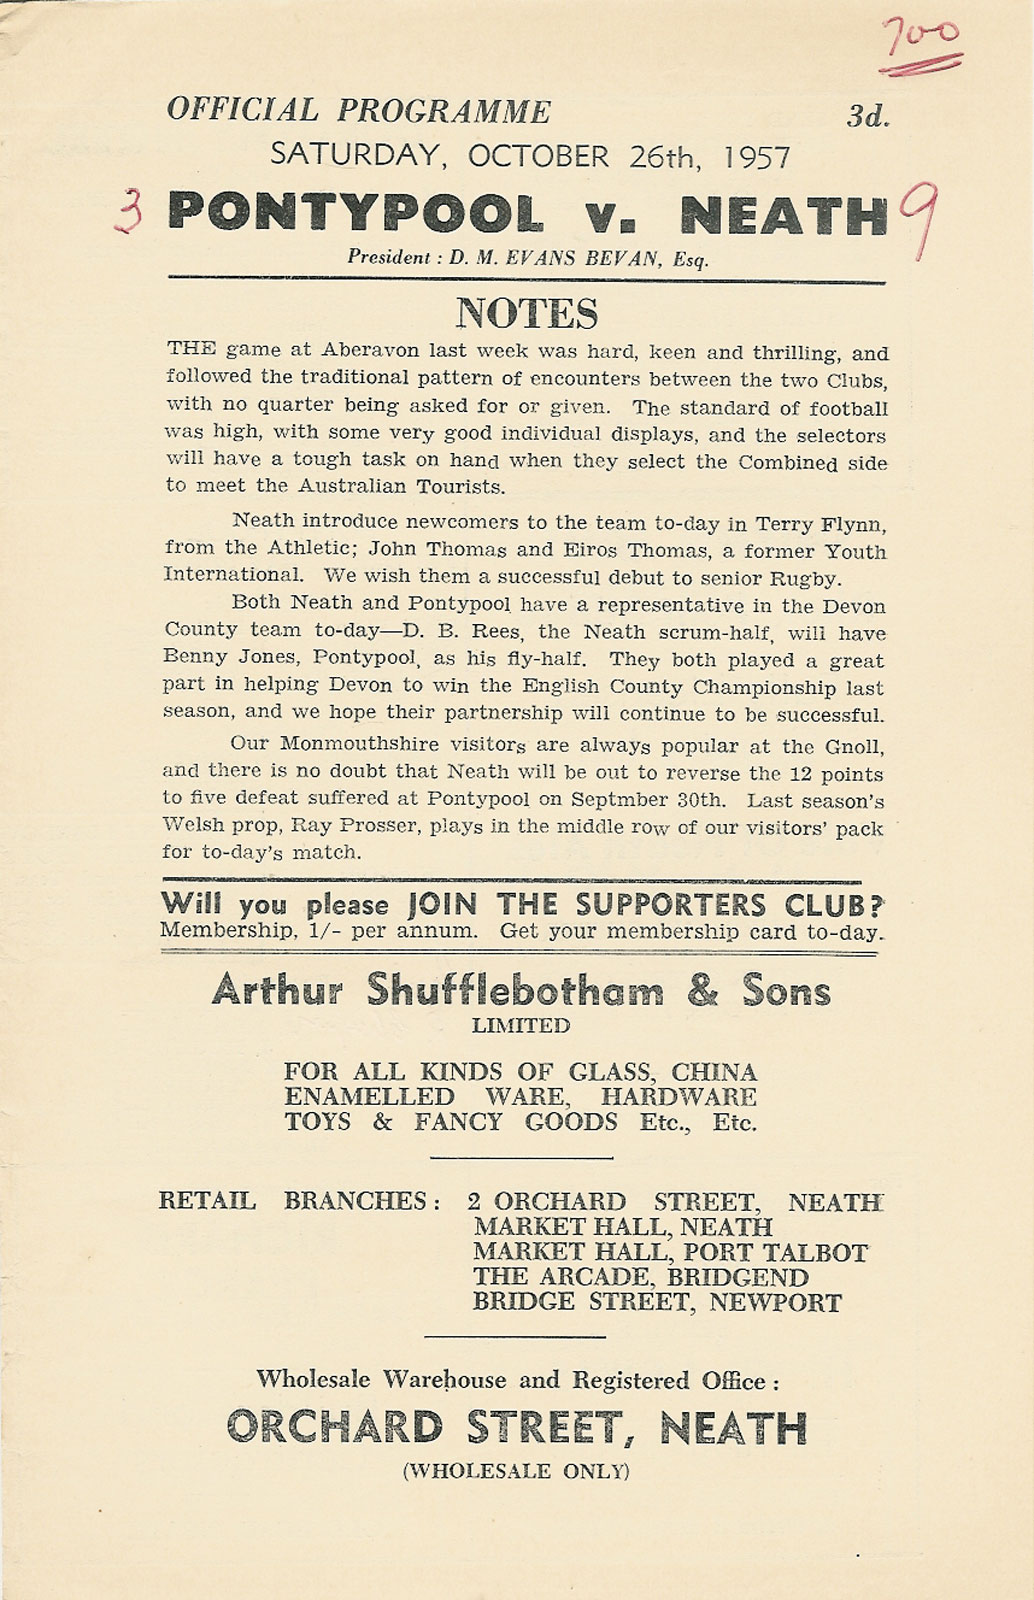 700
OFFICIAL PROGRAMME 3d.
SATURDAY, OCTOBER 26th, 1957
3 PONTYPOOL v. NEATH 9
President : D. M. EVANS BEVAN, Esq.
NOTES
THE game at Aberavon last week was hard, keen and thrilling, and
followed the traditional pattern of encounters between the two Clubs,
with no quarter being asked for or given. The standard of football
was high, with some very good individual displays, and the selectors
will have a tough task on hand when they select the Combined side
to meet the Australian Tourists.
Neath introduce newcomers to the team to-day in Terry Flynn,
from the Athletic; John Thomas and Eiros Thomas, a former Youth
International. We wish them a successful debut to senior Rugby.
Both Neath and Pontypool have a representative in the Devon
County team to-day—D. B. Rees, the Neath scrum-half, will have
Benny Jones, Pontypool, as his fly-half. They both played a great
part in helping Devon to win the English County Championship last
season, and we hope their partnership will continue to be successful.
Our Monmouthshire visitors are always popular at the Gnoll,
and there is no doubt that Neath will be out to reverse the 12 points
to five defeat suffered at Pontypool on Septmber 30th. Last season's
Welsh prop, Ray Prosser, plays in the middle row of our visitors' pack
for to-day's match.
Will you please JOIN THE SUPPORTERS CLUB?
Membership, 1/- per annum. Get your membership card to-day.
Arthur Shufflebotham & Sons
LIMITED
FOR ALL KINDS OF GLASS, CHINA
ENAMELLED WARE, HARDWARE
TOYS & FANCY GOODS Etc., Etc.
RETAIL BRANCHES : 2 ORCHARD STREET, NEATH
MARKET HALL, NEATH
MARKET HALL, PORT TALBOT
THE ARCADE, BRIDGEND
BRIDGE STREET, NEWPORT
Wholesale Warehouse and Registered Office :
ORCHARD STREET, NEATH
(WHOLESALE ONLY)